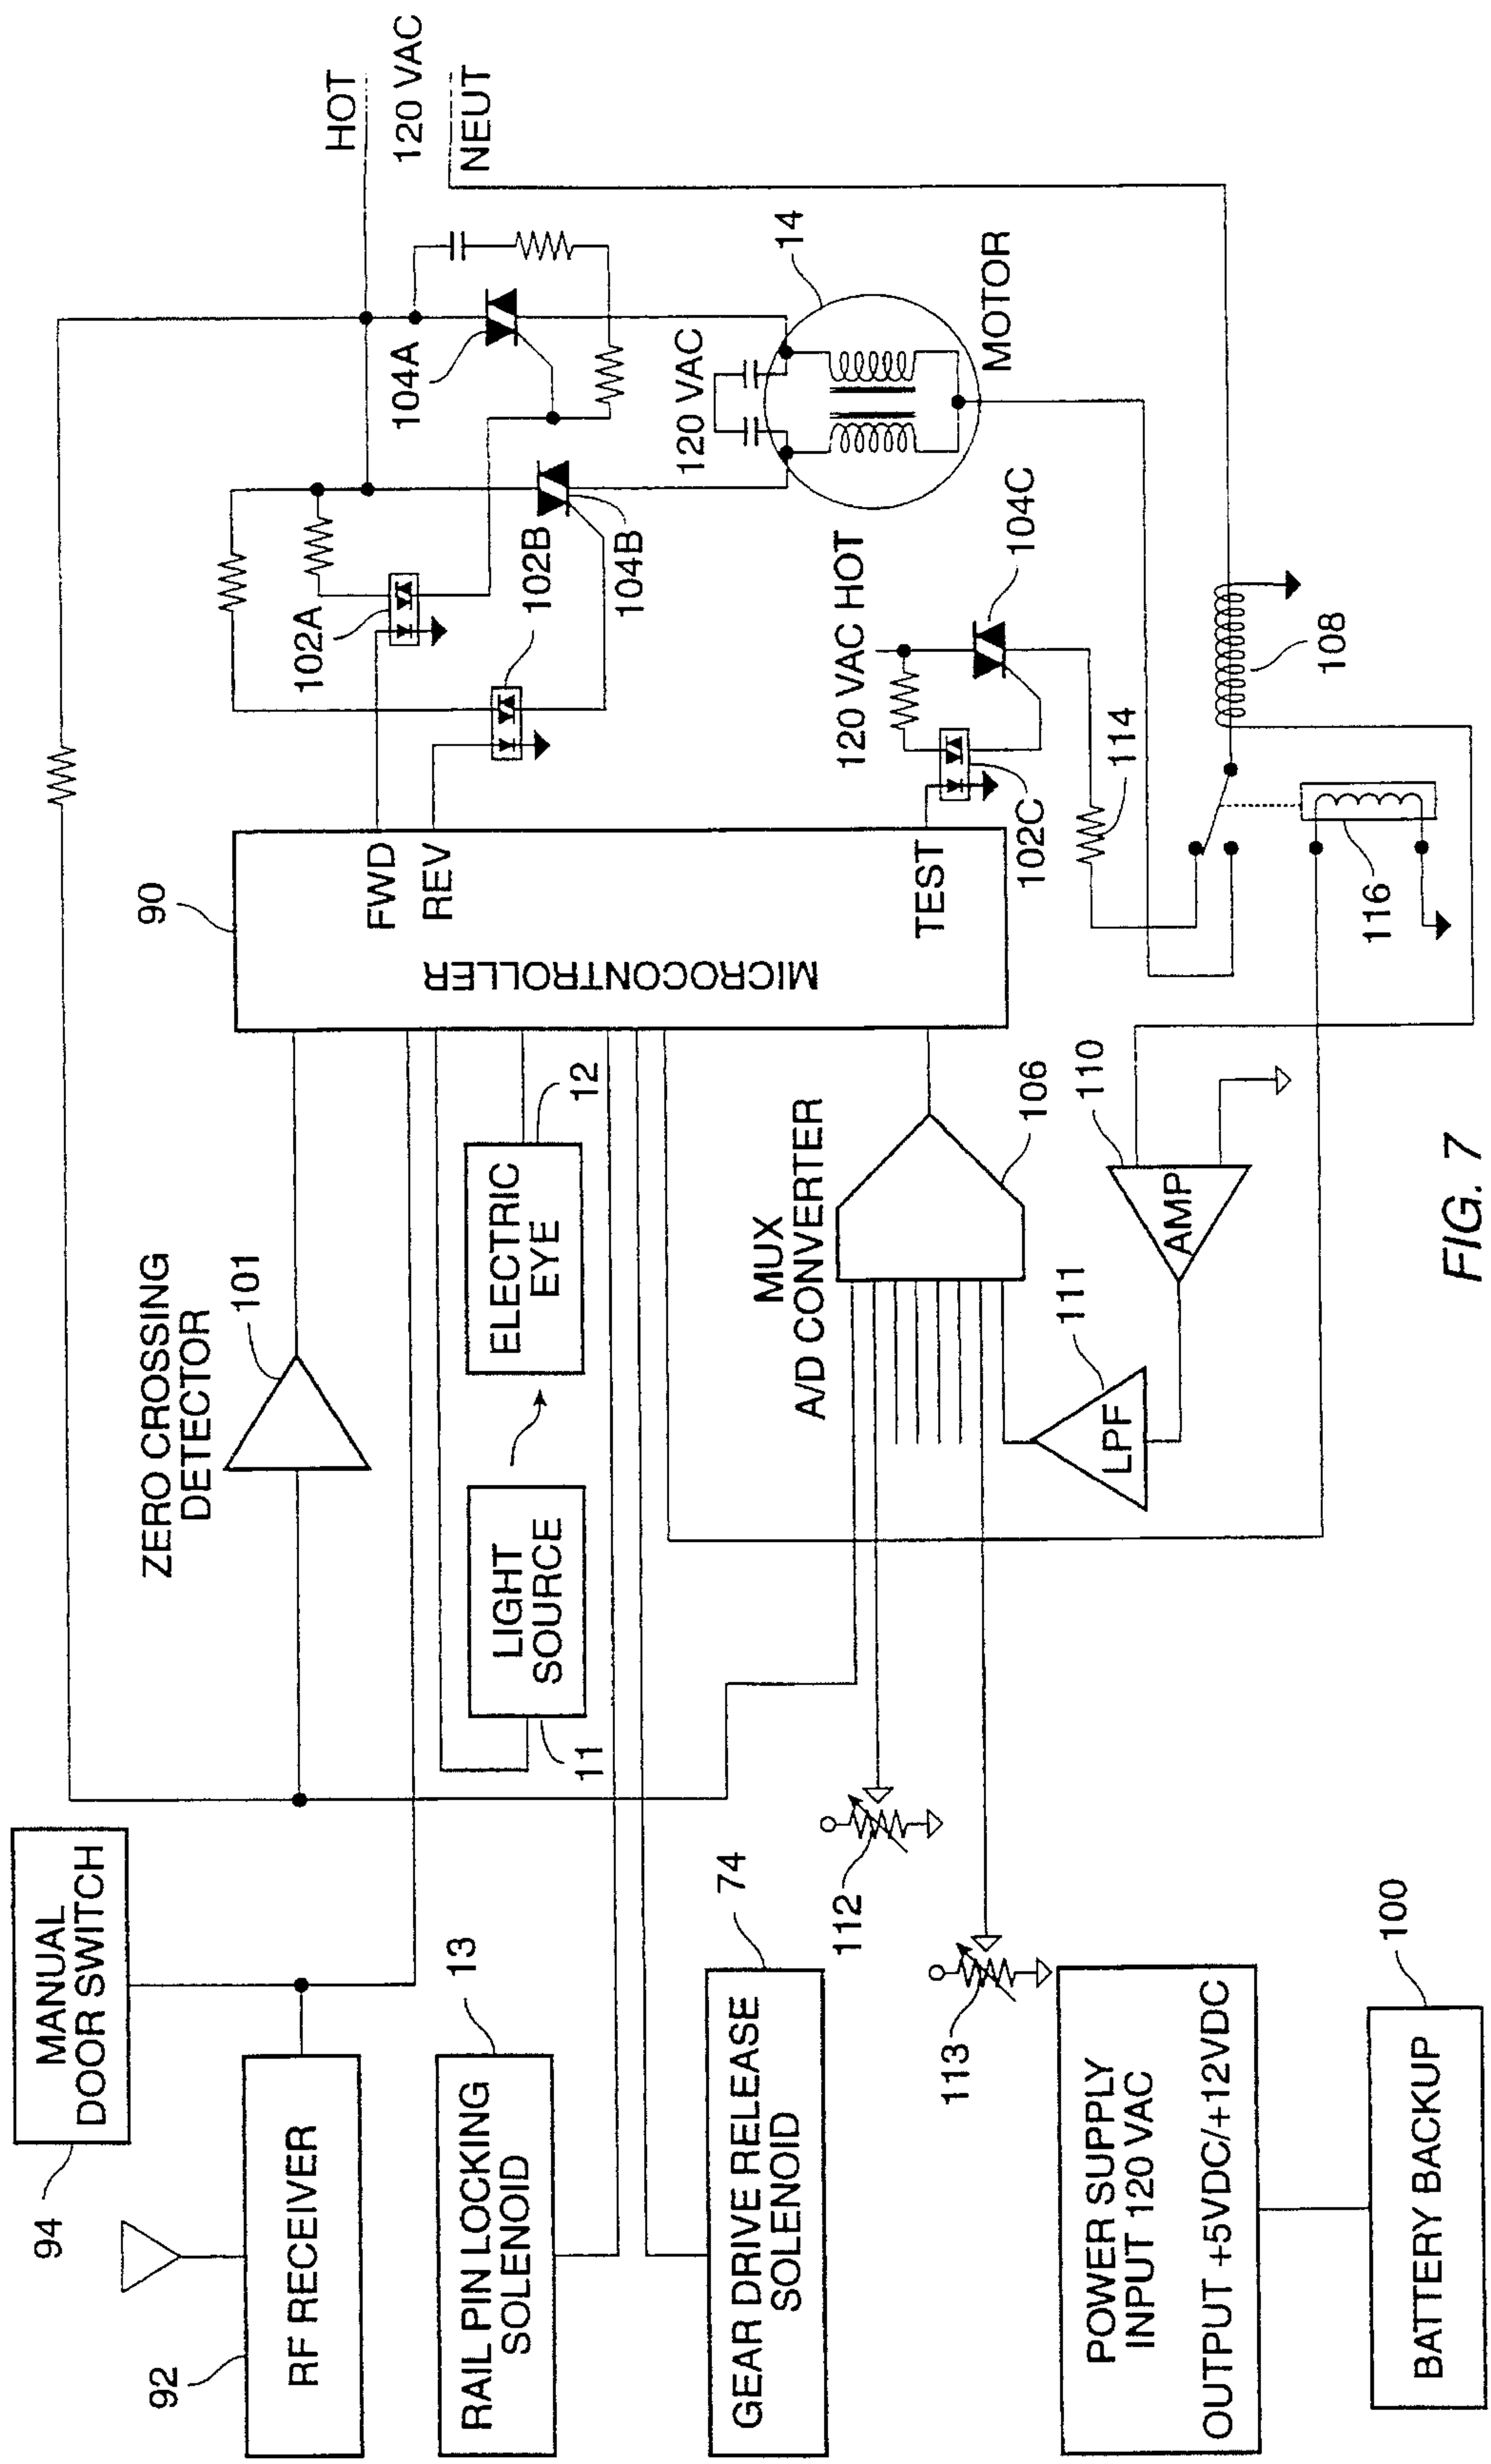 MANUAL
DOOR SWITCH
94
92
RF RECEIVER
RAIL PIN LOCKING
SOLENOID
13
GEAR DRIVE RELEASE
SOLENOID
74
POWER SUPPLY
INPUT 120 VAC
OUTPUT +5VDC/+12VDC
BATTERY BACKUP
100
112
113
ZERO CROSSING
DETECTOR
101
LIGHT
SOURCE
11
ELECTRIC
EYE
12
MUX
A/D CONVERTER
106
LPF
111
AMP
110
90
MICROCONTROLLER
FWD
REV
TEST
102A
102B
102C
104A
104B
104C
120 VAC HOT
114
116
108
120 VAC
14
MOTOR
HOT
120 VAC
NEUT
FIG. 7